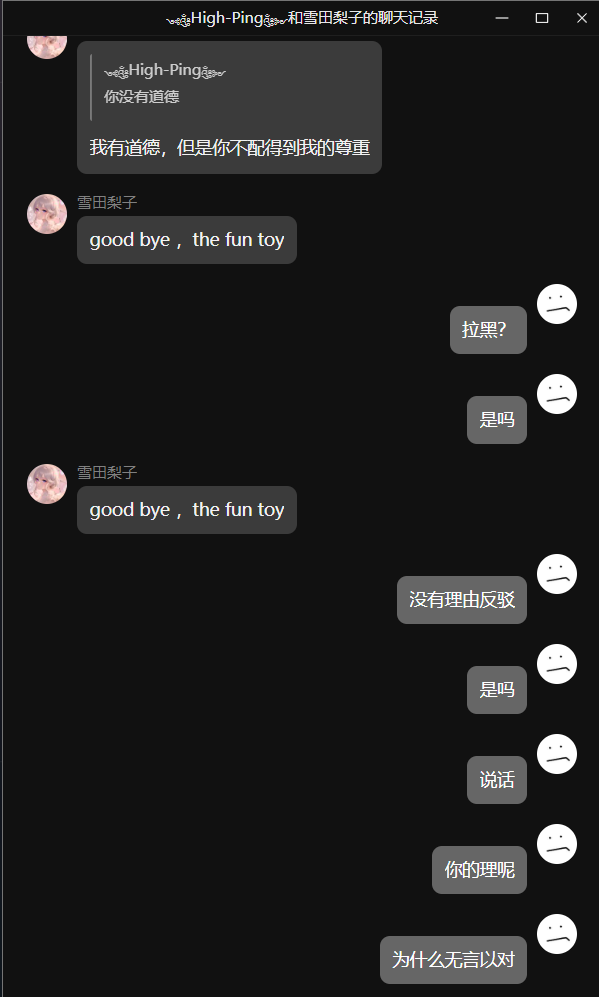 ࿐High-Ping࿐和雪田梨子的聊天记录
࿐High-Ping࿐
你没有道德
我有道德，但是你不配得到我的尊重
雪田梨子
good bye ，the fun toy
拉黑？
是吗
雪田梨子
good bye ，the fun toy
没有理由反驳
是吗
说话
你的理呢
为什么无言以对